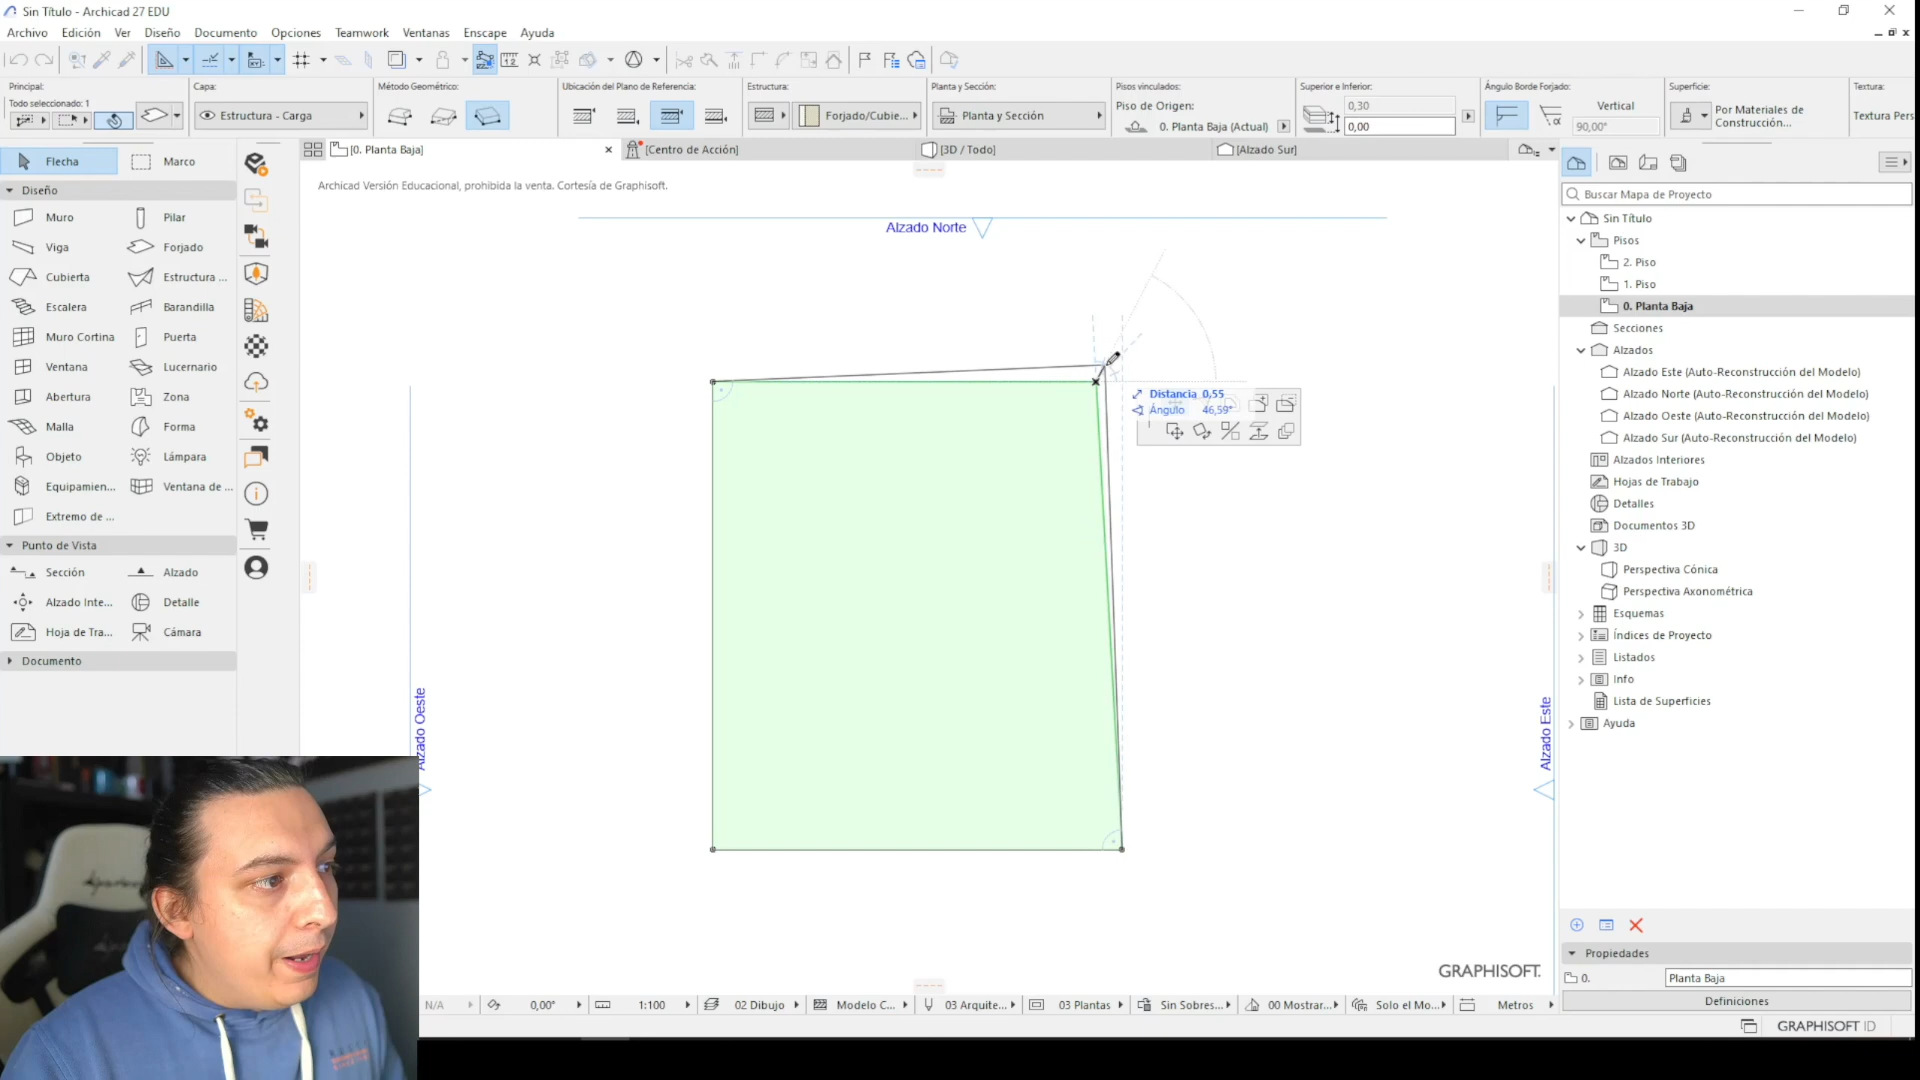 Sin Título - Archicad 27 EDU
Archivo Edición Ver Diseño Documento Opciones Teamwork Ventanas Enscape Ayuda
Principal:
Todo seleccionado: 1
Capa:
Estructura - Carga
Método Geométrico:
Ubicación del Plano de Referencia:
Estructura:
Forjado/Cubie...
Planta y Sección:
Planta y Sección
Pisos vinculados:
Piso de Origen:
0. Planta Baja (Actual)
Superior e Inferior:
0,30
0,00
Ángulo Borde Forjado:
Vertical
90,00°
Superficie:
Por Materiales de
Construcción...
Textura:
Textura Pers
[0. Planta Baja]
[Centro de Acción]
[3D / Todo]
[Alzado Sur]
Flecha Marco
Diseño
Muro Pilar
Viga Forjado
Cubierta Estructura ...
Escalera Barandilla
Muro Cortina Puerta
Ventana Lucernario
Abertura Zona
Malla Forma
Objeto Lámpara
Equipamien... Ventana de ...
Extremo de ...
Punto de Vista
Sección Alzado
Alzado Inte... Detalle
Hoja de Tra... Cámara
Documento
Archicad Versión Educacional, prohibida la venta. Cortesía de Graphisoft.
Alzado Norte
Distancia 0,55
Ángulo 46,59°
Alzado Oeste
Alzado Este
GRAPHISOFT.
Buscar Mapa de Proyecto
Sin Título
Pisos
2. Piso
1. Piso
0. Planta Baja
Secciones
Alzados
Alzado Este (Auto-Reconstrucción del Modelo)
Alzado Norte (Auto-Reconstrucción del Modelo)
Alzado Oeste (Auto-Reconstrucción del Modelo)
Alzado Sur (Auto-Reconstrucción del Modelo)
Alzados Interiores
Hojas de Trabajo
Detalles
Documentos 3D
3D
Perspectiva Cónica
Perspectiva Axonométrica
Esquemas
Índices de Proyecto
Listados
Info
Lista de Superficies
Ayuda
Propiedades
0. Planta Baja
Definiciones
N/A 0,00° 1:100 02 Dibujo Modelo C... 03 Arquite... 03 Plantas Sin Sobres... 00 Mostrar... Solo el Mo... Metros
GRAPHISOFT ID